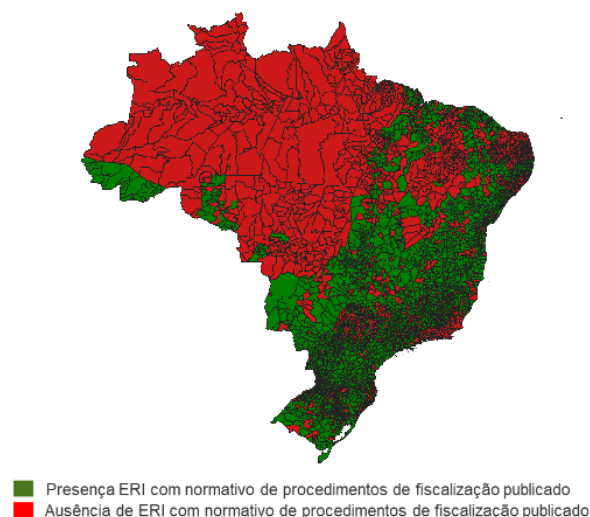 Presença ERI com normativo de procedimentos de fiscalização publicado
Ausência de ERI com normativo de procedimentos de fiscalização publicado